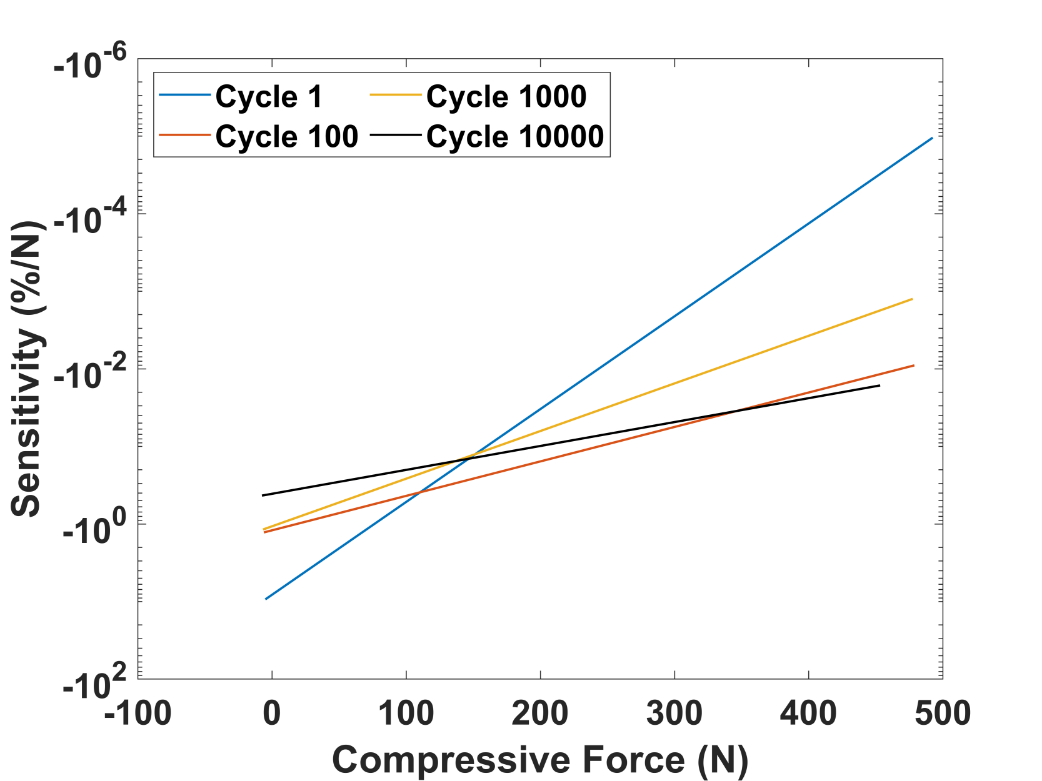 -10^-6
Cycle 1
Cycle 1000
Cycle 100
Cycle 10000
-10^-4
-10^-2
-10^0
-10^2
Sensitivity (%/N)
-100
0
100
200
300
400
500
Compressive Force (N)